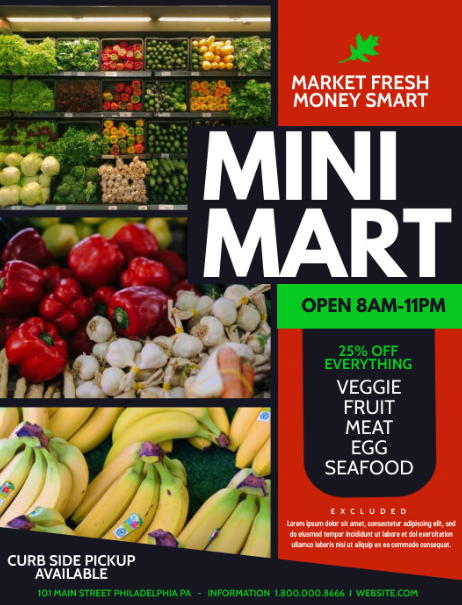 MARKET FRESH
MONEY SMART
MINI
MART
OPEN 8AM-11PM
25% OFF
EVERYTHING
VEGGIE
FRUIT
MEAT
EGG
SEAFOOD
EXCLUDED
Lorem ipsum dolor sit amet, consectetur adipiscing elit, sed
do eiusmod tempor incididunt ut labore et dol exercitation
ullamco laboris nisi ut aliquip ex ea commodo consequat.
CURB SIDE PICKUP
AVAILABLE
101 MAIN STREET PHILADELPHIA PA - INFORMATION 1.800.000.8666 I WEBSITE.COM